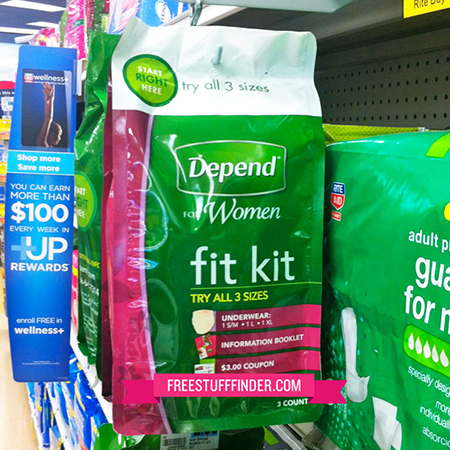 Rite
wellness+
Shop more
Save more
YOU CAN EARN
MORE THAN
$100
EVERY WEEK IN
+UP
REWARDS
enroll FREE in
wellness+
START
RIGHT
HERE
try all 3 sizes
Depend
FOR Women
fit kit
TRY ALL 3 SIZES
UNDERWEAR:
1 S/M • 1 L • 1 XL
INFORMATION BOOKLET
$3.00 COUPON
3 COUNT
FREESTUFFFINDER.COM
RITE
AID
adult
gua
for
specially
more
individually